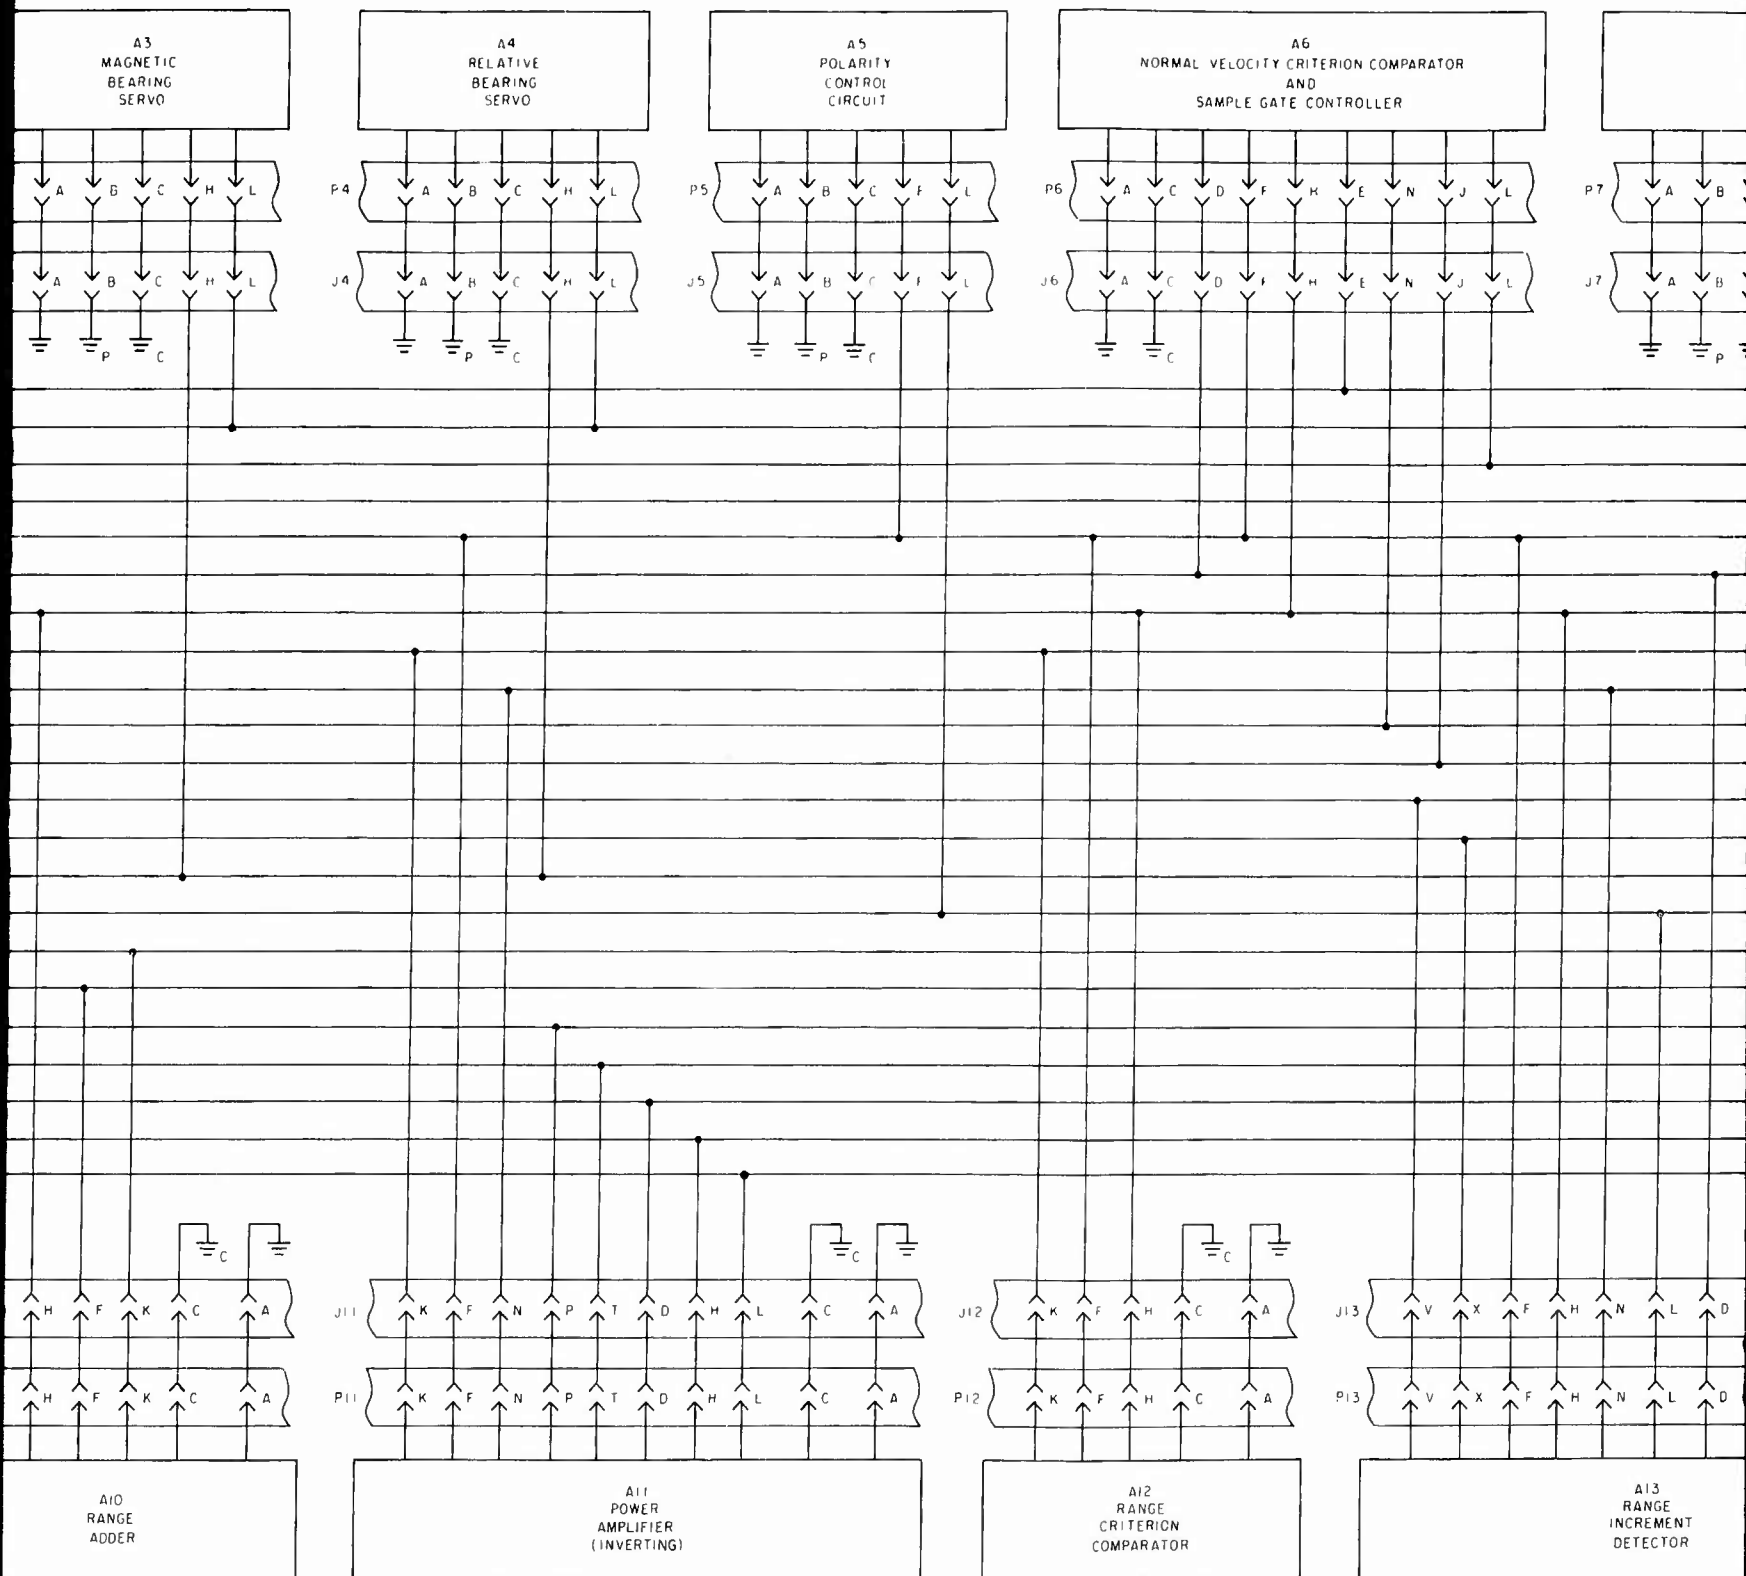 A3
MAGNETIC
BEARING
SERVO
A4
RELATIVE
BEARING
SERVO
A5
POLARITY
CONTROL
CIRCUIT
A6
NORMAL VELOCITY CRITERION COMPARATOR
AND
SAMPLE GATE CONTROLLER
A B C H L
P4 A B C H L
P5 A B C F L
P6 A C D F H E N J L
P7 A B
A B C H L
J4 A B C H L
J5 A B C F L
J6 A C D F H E N J L
J7 A B
P C
P C
P C
C
P
C
C
C
H F K C A
J11 K F N P T D H L C A
J12 K F H C A
J13 V X F H N L D
H F K C A
P11 K F N P T D H L C A
P12 K F H C A
P13 V X F H N L D
A10
RANGE
ADDER
A11
POWER
AMPLIFIER
(INVERTING)
A12
RANGE
CRITERION
COMPARATOR
A13
RANGE
INCREMENT
DETECTOR